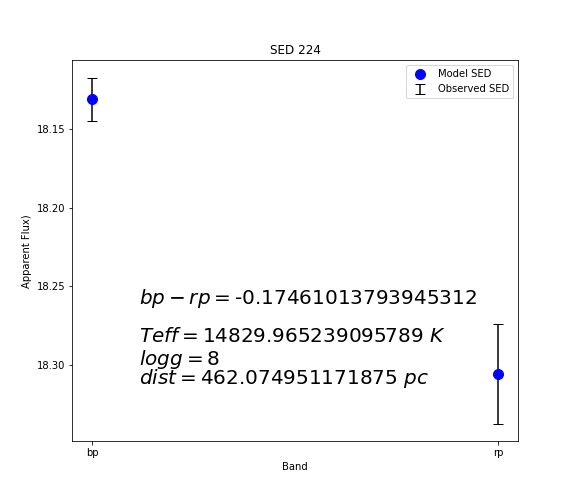 SED 224
Model SED
Observed SED
18.15
18.20
18.25
18.30
Apparent Flux)
bp − rp = -0.17461013793945312
Teff = 14829.965239095789 K
logg = 8
dist = 462.074951171875 pc
bp
rp
Band